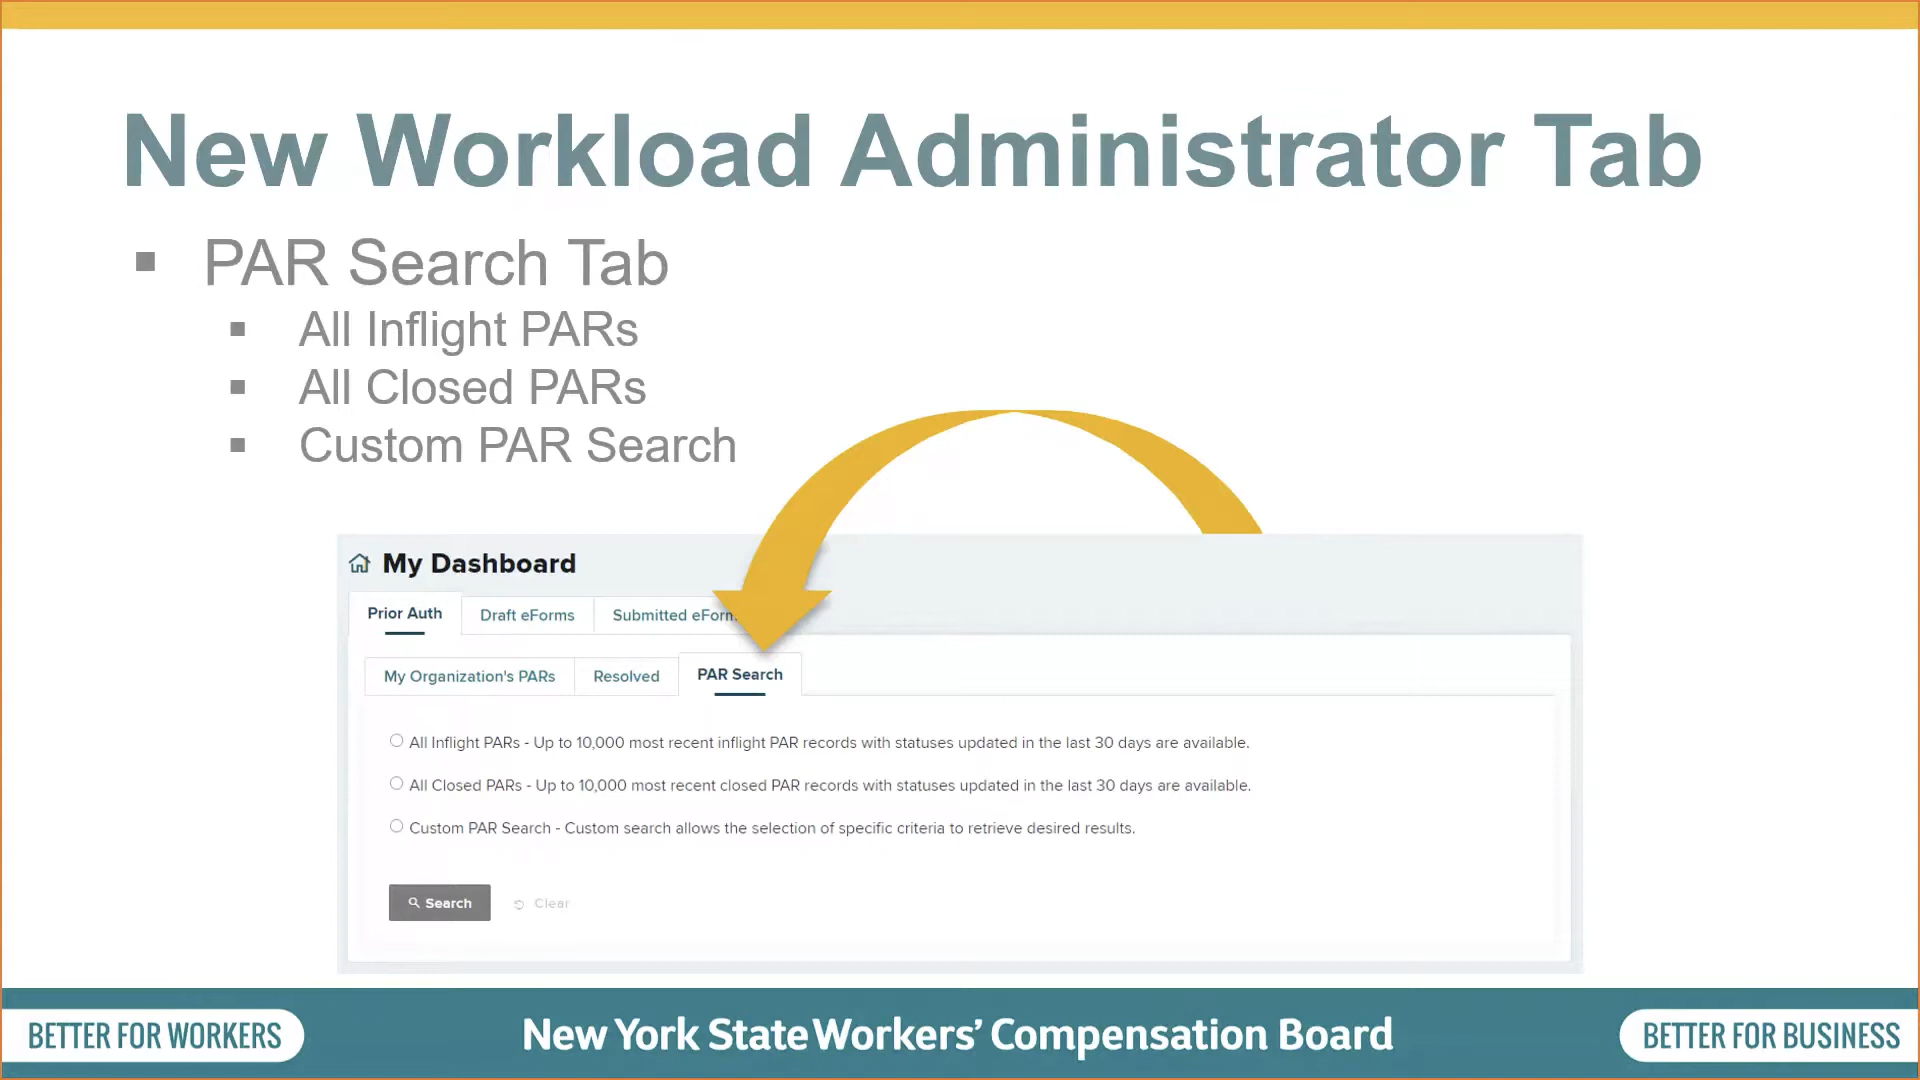 New Workload Administrator Tab
PAR Search Tab
All Inflight PARs
All Closed PARs
Custom PAR Search
My Dashboard
Prior Auth
Draft eForms
Submitted eForm
My Organization's PARs
Resolved
PAR Search
All Inflight PARs - Up to 10,000 most recent inflight PAR records with statuses updated in the last 30 days are available.
All Closed PARs - Up to 10,000 most recent closed PAR records with statuses updated in the last 30 days are available.
Custom PAR Search - Custom search allows the selection of specific criteria to retrieve desired results.
Search
Clear
BETTER FOR WORKERS
New York State Workers’ Compensation Board
BETTER FOR BUSINESS